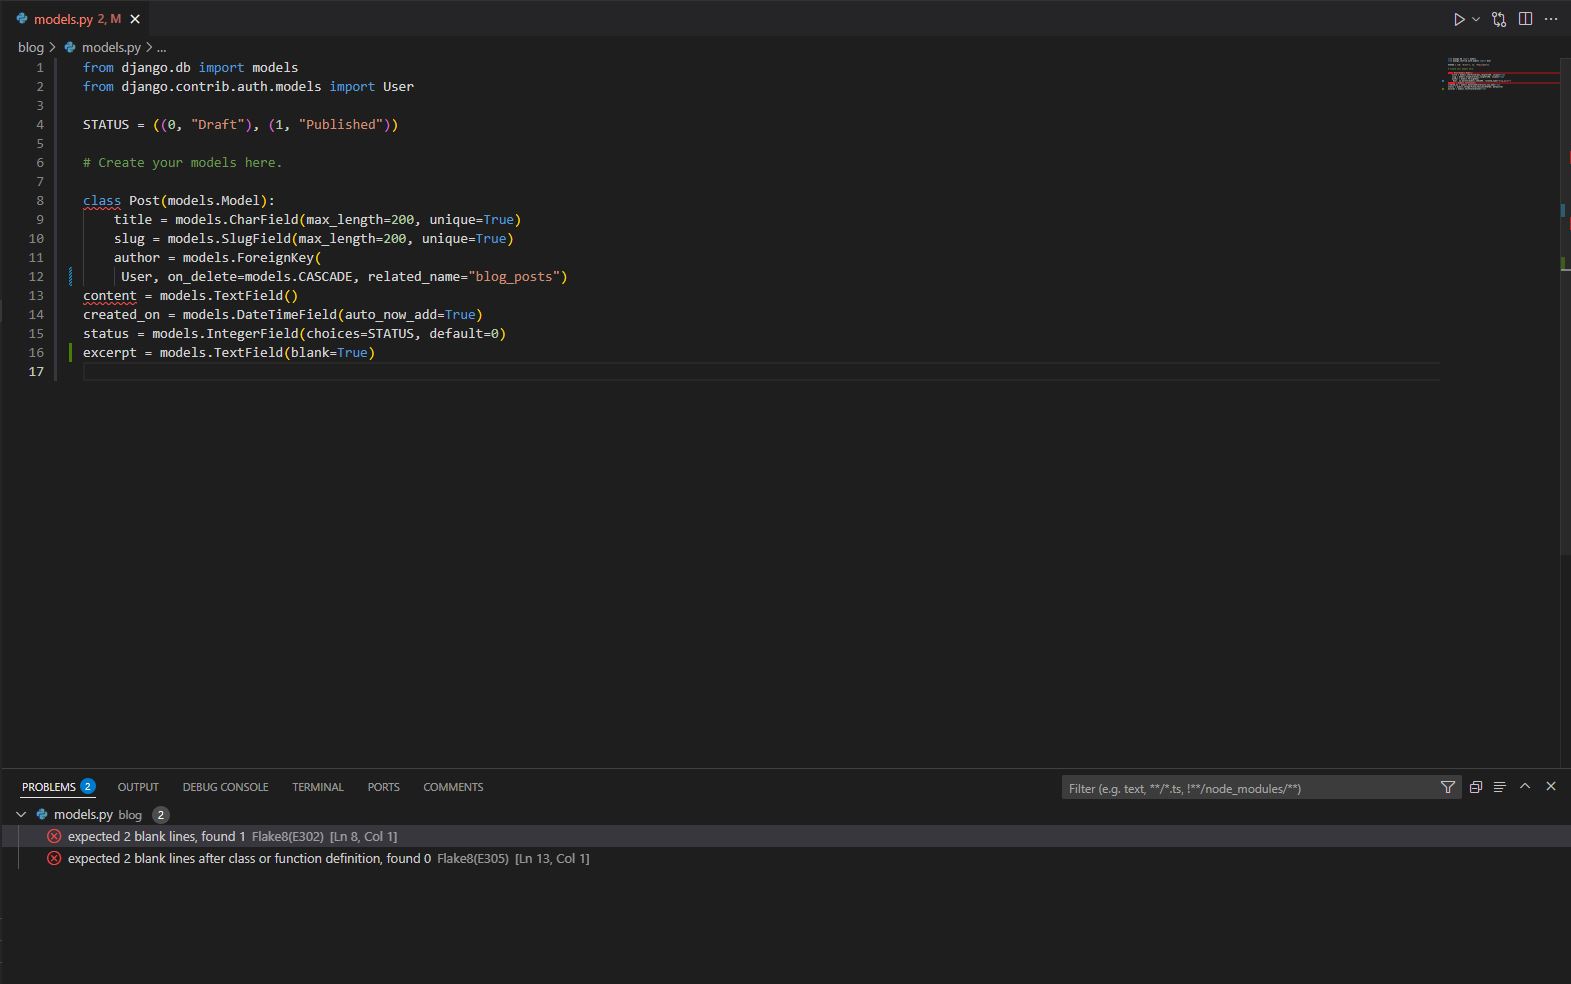 models.py 2, M
blog > models.py > ...
1 from django.db import models
2 from django.contrib.auth.models import User
3
4 STATUS = ((0, "Draft"), (1, "Published"))
5
6 # Create your models here.
7
8 class Post(models.Model):
9     title = models.CharField(max_length=200, unique=True)
10     slug = models.SlugField(max_length=200, unique=True)
11     author = models.ForeignKey(
12      User, on_delete=models.CASCADE, related_name="blog_posts")
13 content = models.TextField()
14 created_on = models.DateTimeField(auto_now_add=True)
15 status = models.IntegerField(choices=STATUS, default=0)
16 excerpt = models.TextField(blank=True)
17
PROBLEMS 2 OUTPUT DEBUG CONSOLE TERMINAL PORTS COMMENTS Filter (e.g. text, **/*.ts, !**/node_modules/**)
models.py blog 2
expected 2 blank lines, found 1 Flake8(E302) [Ln 8, Col 1]
expected 2 blank lines after class or function definition, found 0 Flake8(E305) [Ln 13, Col 1]